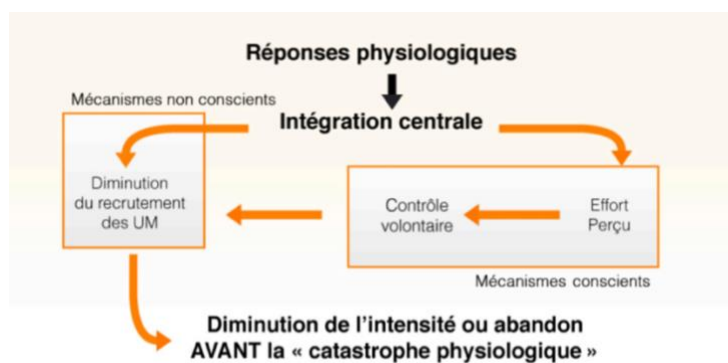 Réponses physiologiques
Mécanismes non conscients
Intégration centrale
Diminution
du recrutement
des UM
Contrôle
volontaire
Effort
Perçu
Mécanismes conscients
Diminution de l'intensité ou abandon
AVANT la « catastrophe physiologique »